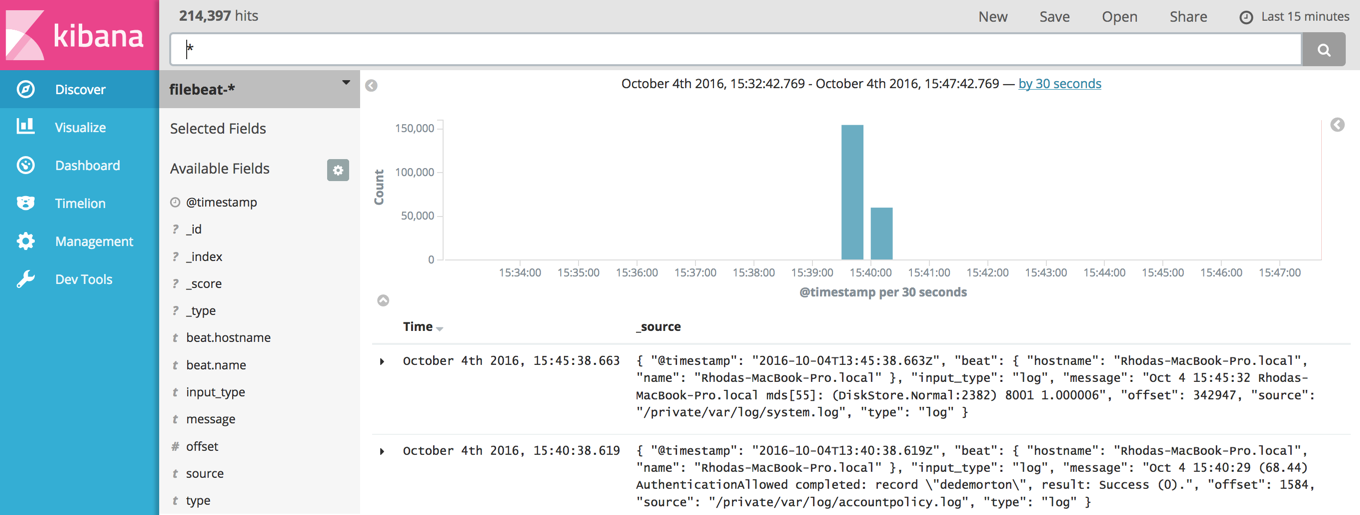 kibana
214,397 hits
New Save Open Share Last 15 minutes
*
Discover
Visualize
Dashboard
Timelion
Management
Dev Tools
filebeat-*
Selected Fields
Available Fields
@timestamp
? _id
? _index
? _score
? _type
t beat.hostname
t beat.name
t input_type
t message
# offset
t source
t type
October 4th 2016, 15:32:42.769 - October 4th 2016, 15:47:42.769 — by 30 seconds
Count
150,000
100,000
50,000
0
15:34:00 15:35:00 15:36:00 15:37:00 15:38:00 15:39:00 15:40:00 15:41:00 15:42:00 15:43:00 15:44:00 15:45:00 15:46:00 15:47:00
@timestamp per 30 seconds
Time _source
October 4th 2016, 15:45:38.663 { "@timestamp": "2016-10-04T13:45:38.663Z", "beat": { "hostname": "Rhodas-MacBook-Pro.local",
"name": "Rhodas-MacBook-Pro.local" }, "input_type": "log", "message": "Oct 4 15:45:32 Rhodas-
MacBook-Pro.local mds[55]: (DiskStore.Normal:2382) 8001 1.000006", "offset": 342947, "source":
"/private/var/log/system.log", "type": "log" }
October 4th 2016, 15:40:38.619 { "@timestamp": "2016-10-04T13:40:38.619Z", "beat": { "hostname": "Rhodas-MacBook-Pro.local",
"name": "Rhodas-MacBook-Pro.local" }, "input_type": "log", "message": "Oct 4 15:40:29 (68.44)
AuthenticationAllowed completed: record \"dedemorton\", result: Success (0).", "offset": 1584,
"source": "/private/var/log/accountpolicy.log", "type": "log" }